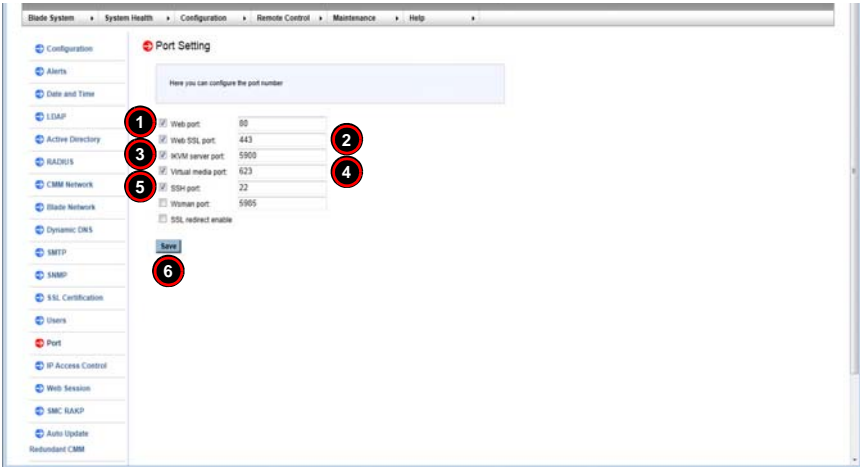 Blade System System Health Configuration Remote Control Maintenance Help
Configuration
Alerts
Date and Time
LDAP
Active Directory
RADIUS
CMM Network
Blade Network
Dynamic DNS
SMTP
SNMP
SSL Certification
Users
Port
IP Access Control
Web Session
SMC RAKP
Auto Update
Redundant CMM
Port Setting
Here you can configure the port number
1 Web port: 80
Web SSL port: 443 2
3 IKVM server port: 5900
Virtual media port: 623 4
5 SSH port: 22
Wsman port: 5985
SSL redirect enable
Save
6